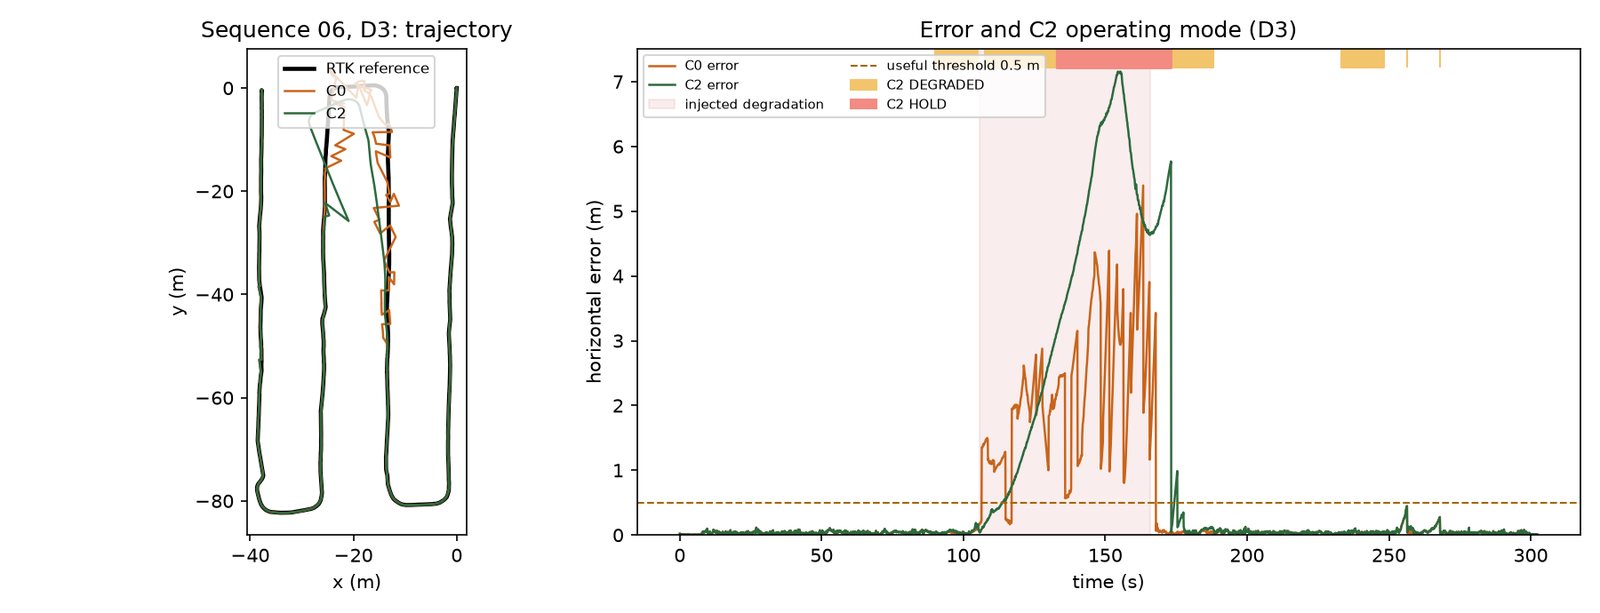 Sequence 06, D3: trajectory
RTK reference
C0
C2
0
−20
−40
−60
−80
y (m)
−40
−20
0
x (m)
Error and C2 operating mode (D3)
C0 error
C2 error
injected degradation
useful threshold 0.5 m
C2 DEGRADED
C2 HOLD
7
6
5
4
3
2
1
0
horizontal error (m)
0
50
100
150
200
250
300
time (s)